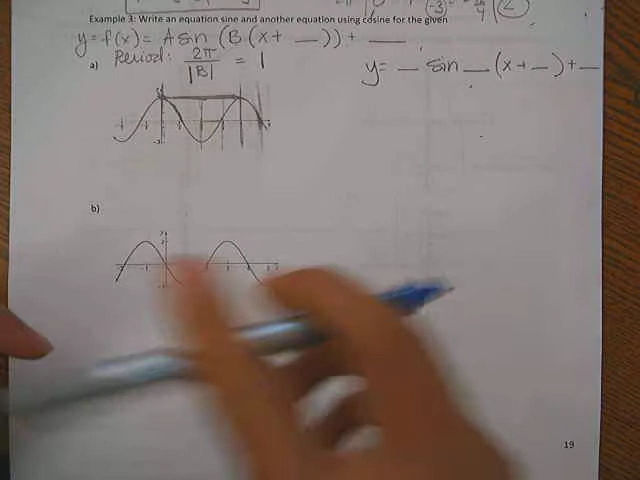 Example 3: Write an equation sine and another equation using cosine for the given
y = f(x) = A sin (B (x + __)) + __
a) Period: 2π/|B| = 1
y = __ sin __ (x + __) + __
b)
19